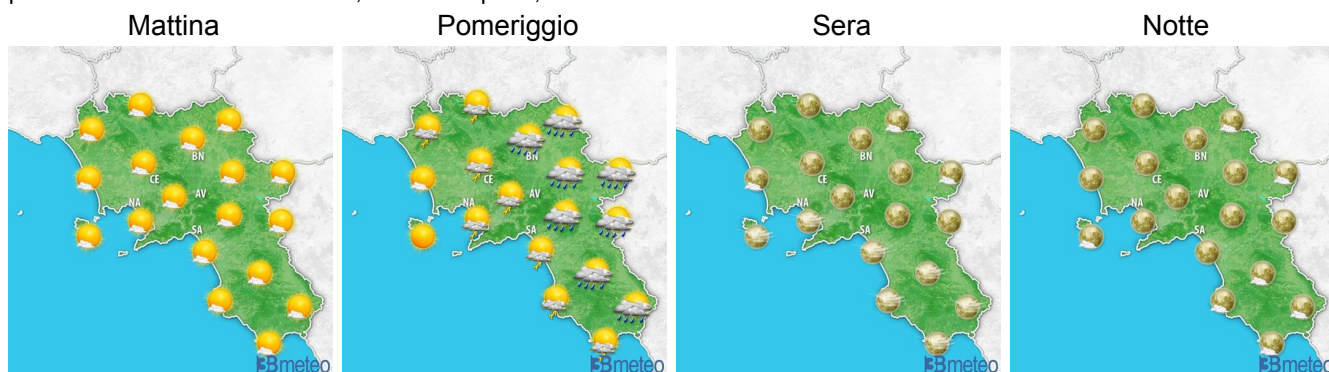 Mattina Pomeriggio Sera Notte
BN BN BN BN
CE CE CE CE
AV AV AV AV
NA NA NA NA
SA SA SA SA
3Bmeteo 3Bmeteo 3Bmeteo 3Bmeteo